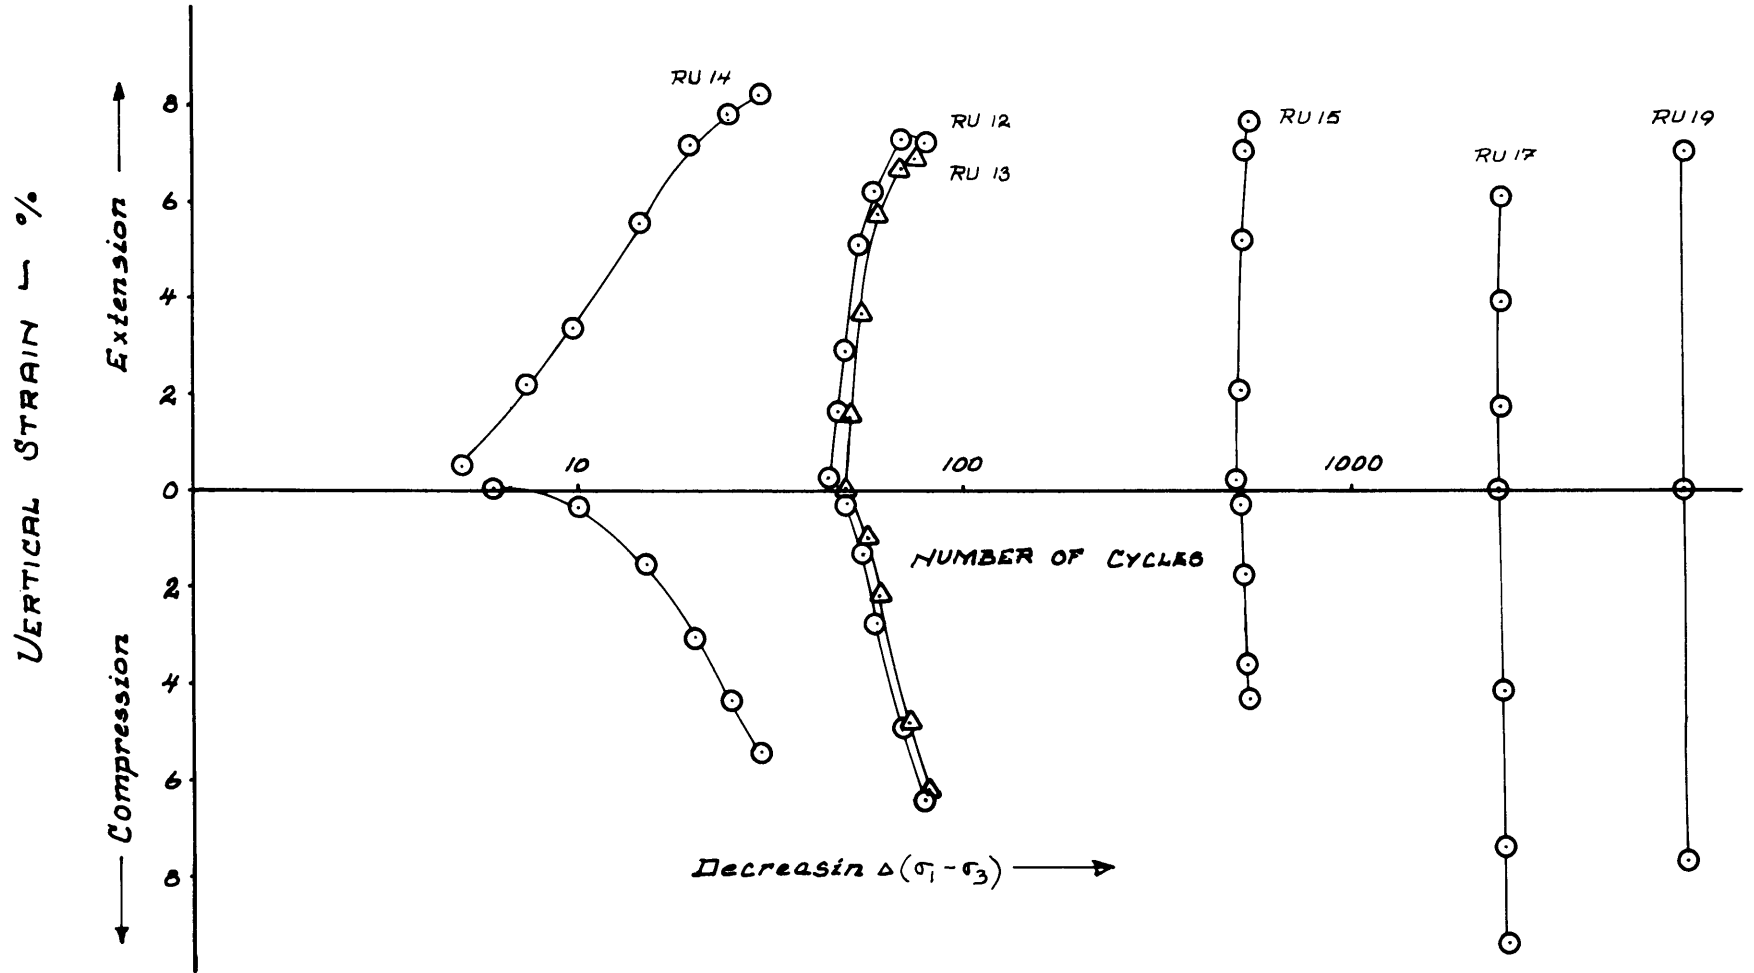 RU 14
8
RU 12
RU 15
RU 19
RU 17
RU 13
6
4
2
10
100
1000
0
NUMBER OF CYCLES
2
4
6
8
Decreasin Δ(σ₁-σ₃)
VERTICAL STRAIN - %
Extension
Compression